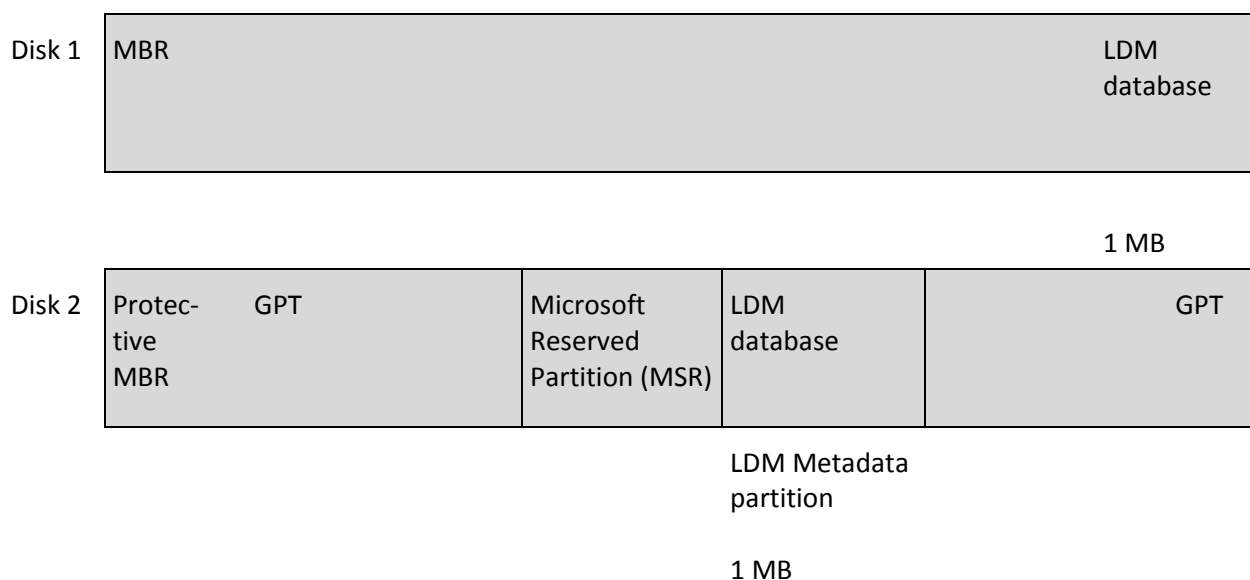 Disk 1 MBR LDM
database
1 MB
Disk 2 Protec- GPT Microsoft LDM GPT
tive Reserved database
MBR Partition (MSR)
LDM Metadata
partition
1 MB